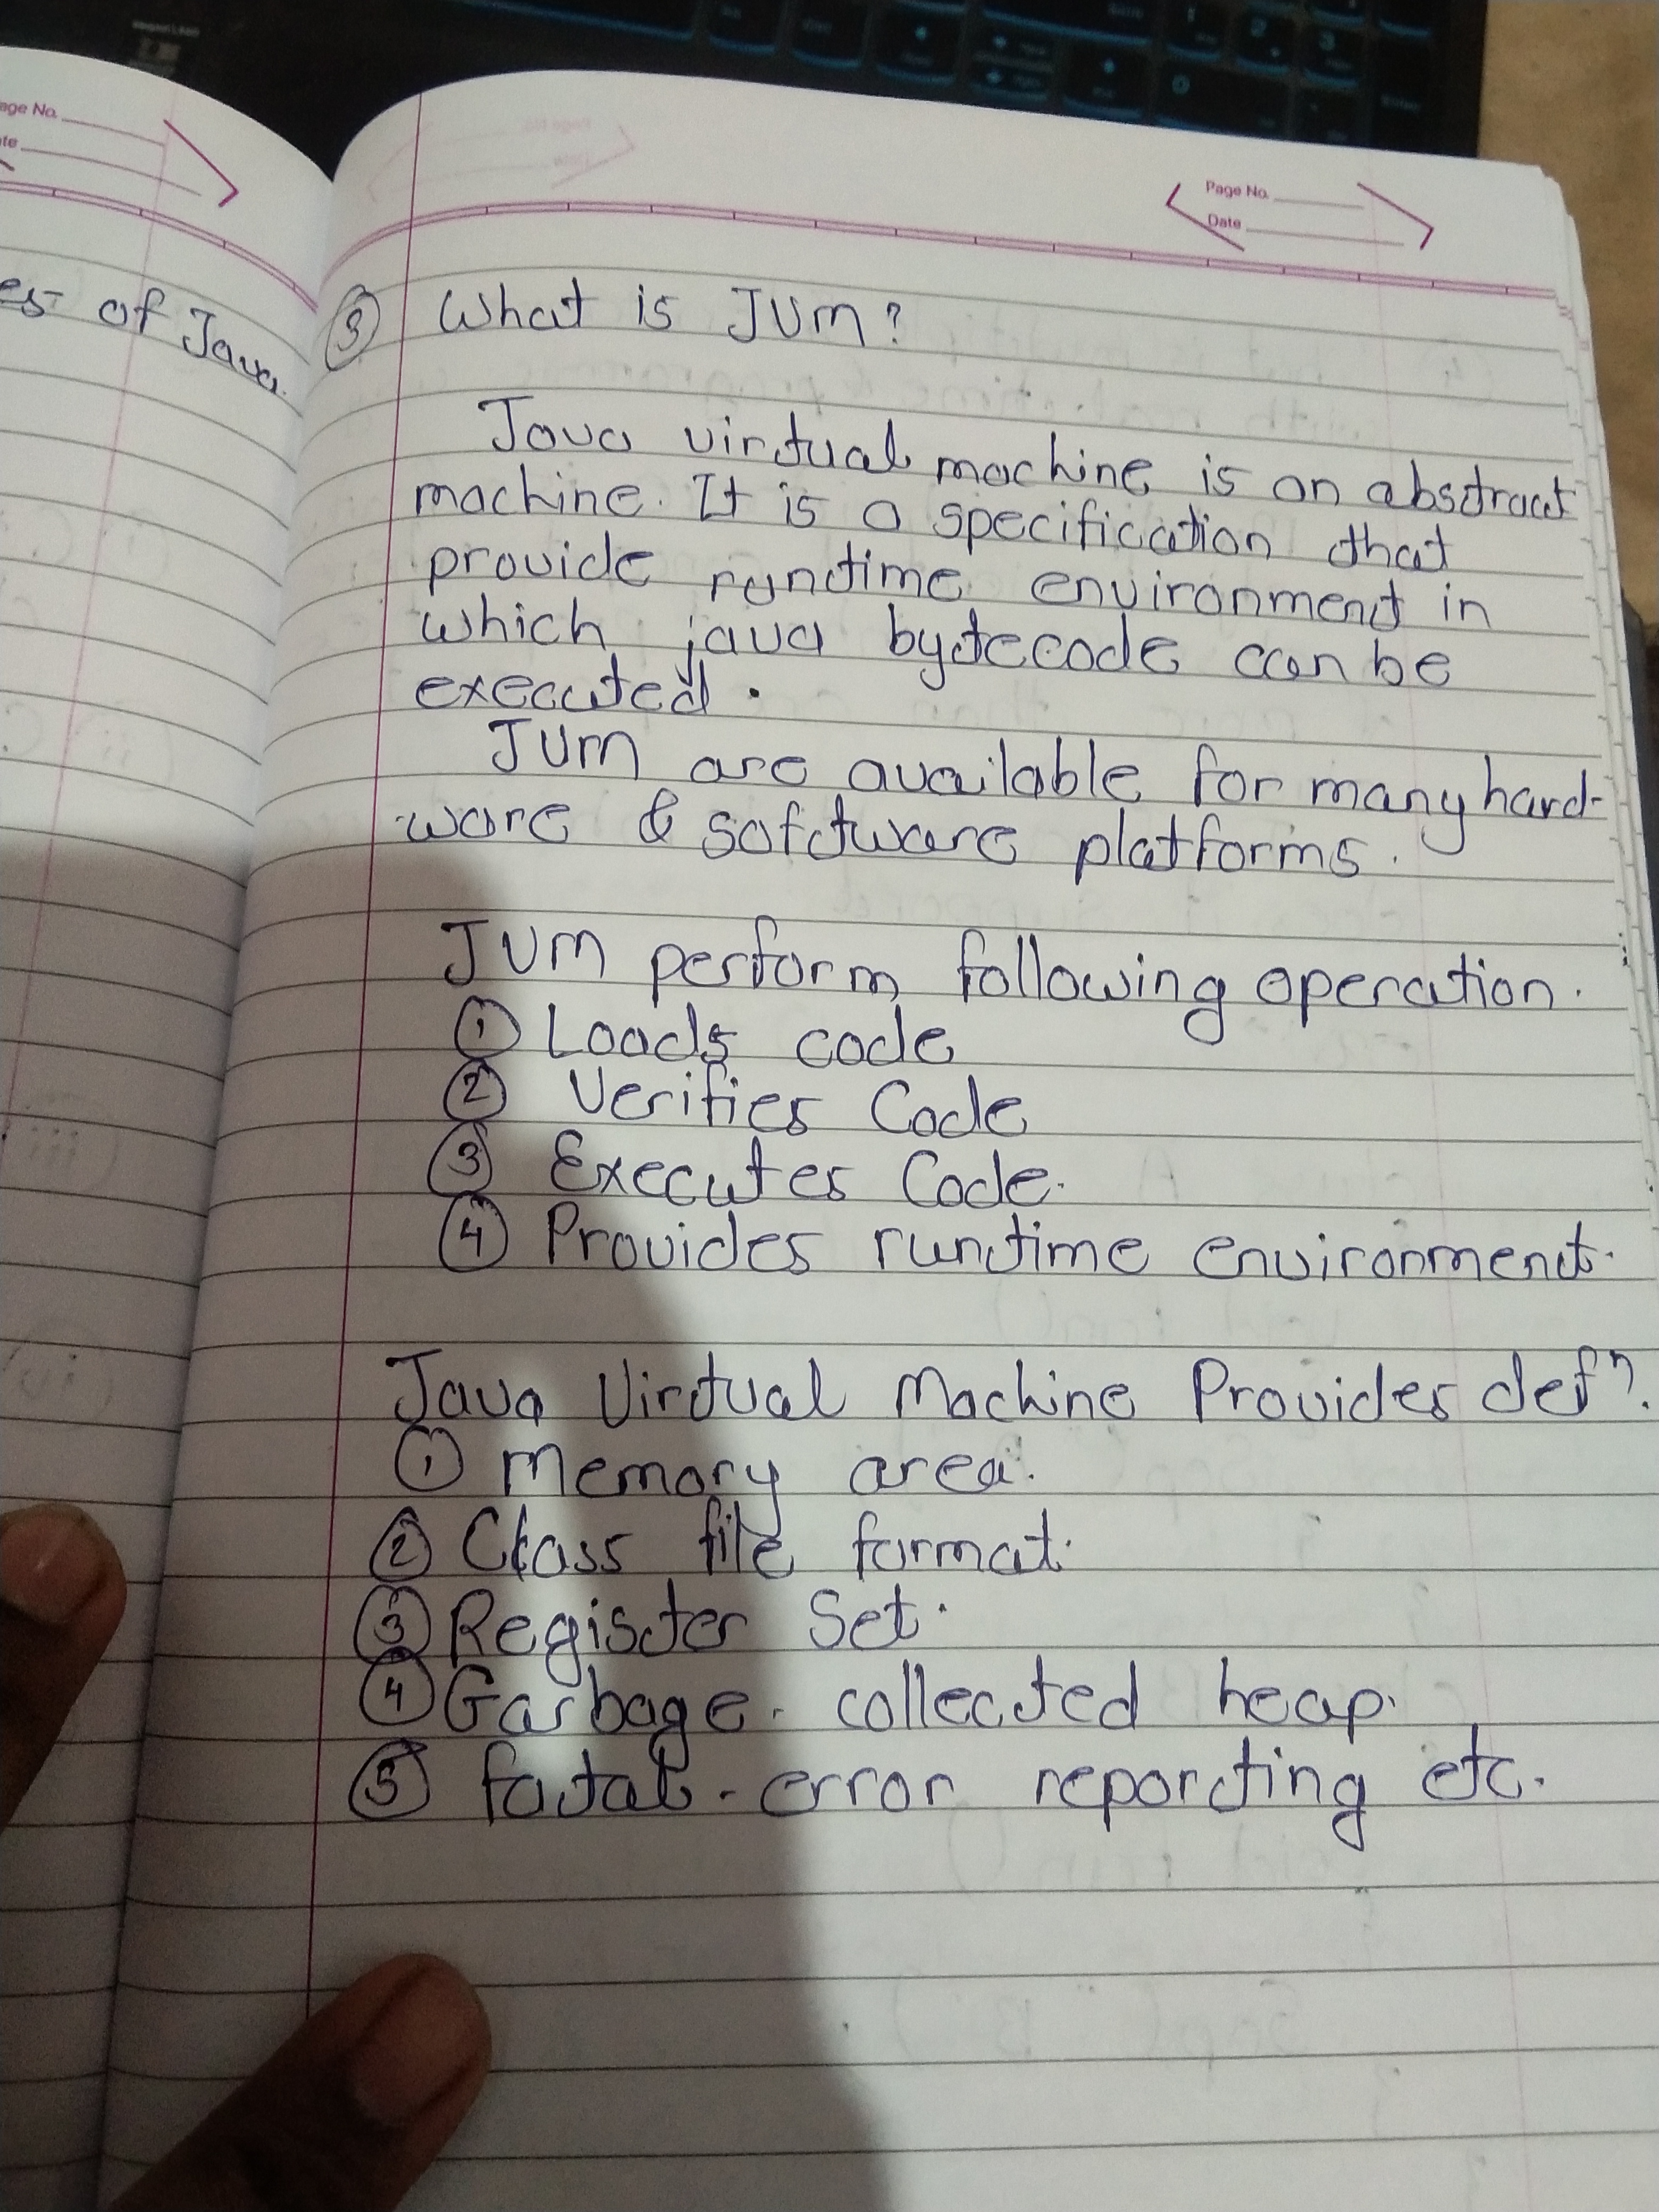 Page No.
Date
es of Java.
Page No.
Date
③ What is JVM?
Java virtual machine is an abstract
machine. It is a specification that
provide runtime environment in
which java bytecode can be
executed.
JVM are available for many hard-
ware & software platforms.
JVM perform following operation.
① Loads code
② Verifies Code
③ Executes Code.
④ Provides runtime environment.
Java Virtual Machine Provides defn.
① Memory area.
② Class file format.
③ Register Set.
④ Garbage-collected heap.
⑤ fatal-error reporting etc.